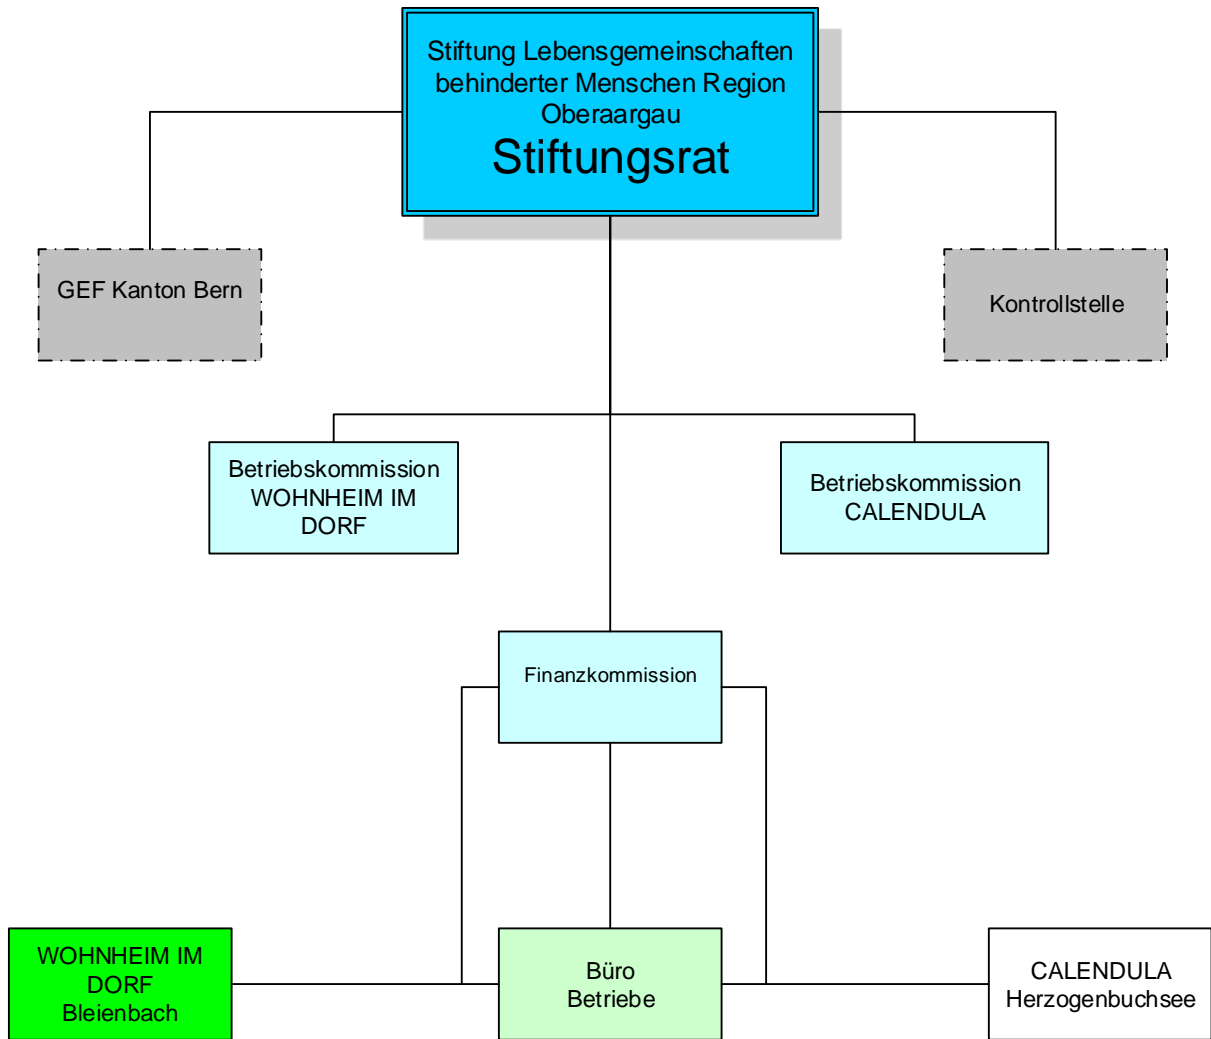 Stiftung Lebensgemeinschaften
behinderter Menschen Region
Oberaargau
Stiftungsrat
GEF Kanton Bern
Kontrollstelle
Betriebskommission
WOHNHEIM IM
DORF
Betriebskommission
CALENDULA
Finanzkommission
WOHNHEIM IM
DORF
Bleienbach
Büro
Betriebe
CALENDULA
Herzogenbuchsee